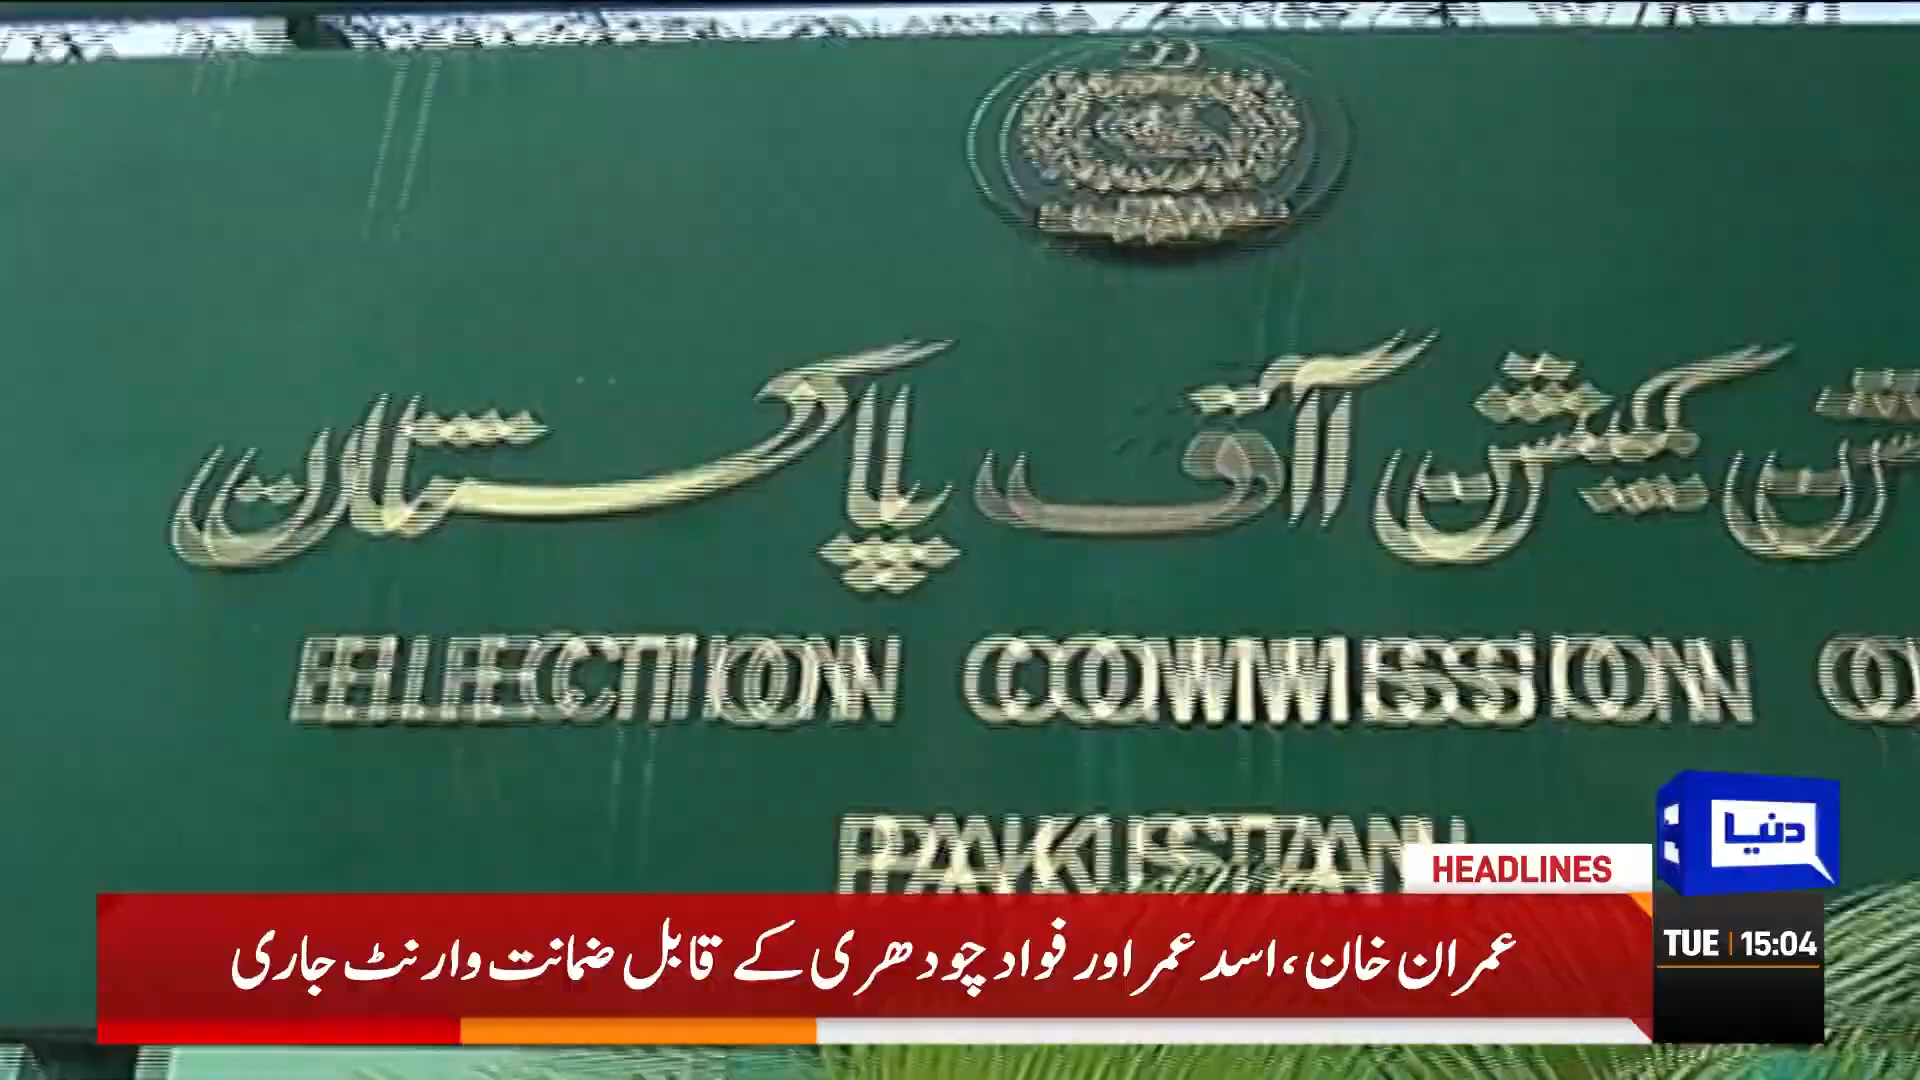 کمیشن آف پاکستان
ELECTION COMMISSION
PAKISTAN
HEADLINES
دنیا
عمران خان، اسد عمر اور فواد چودھری کے قابل ضمانت وارنٹ جاری
TUE 15:04